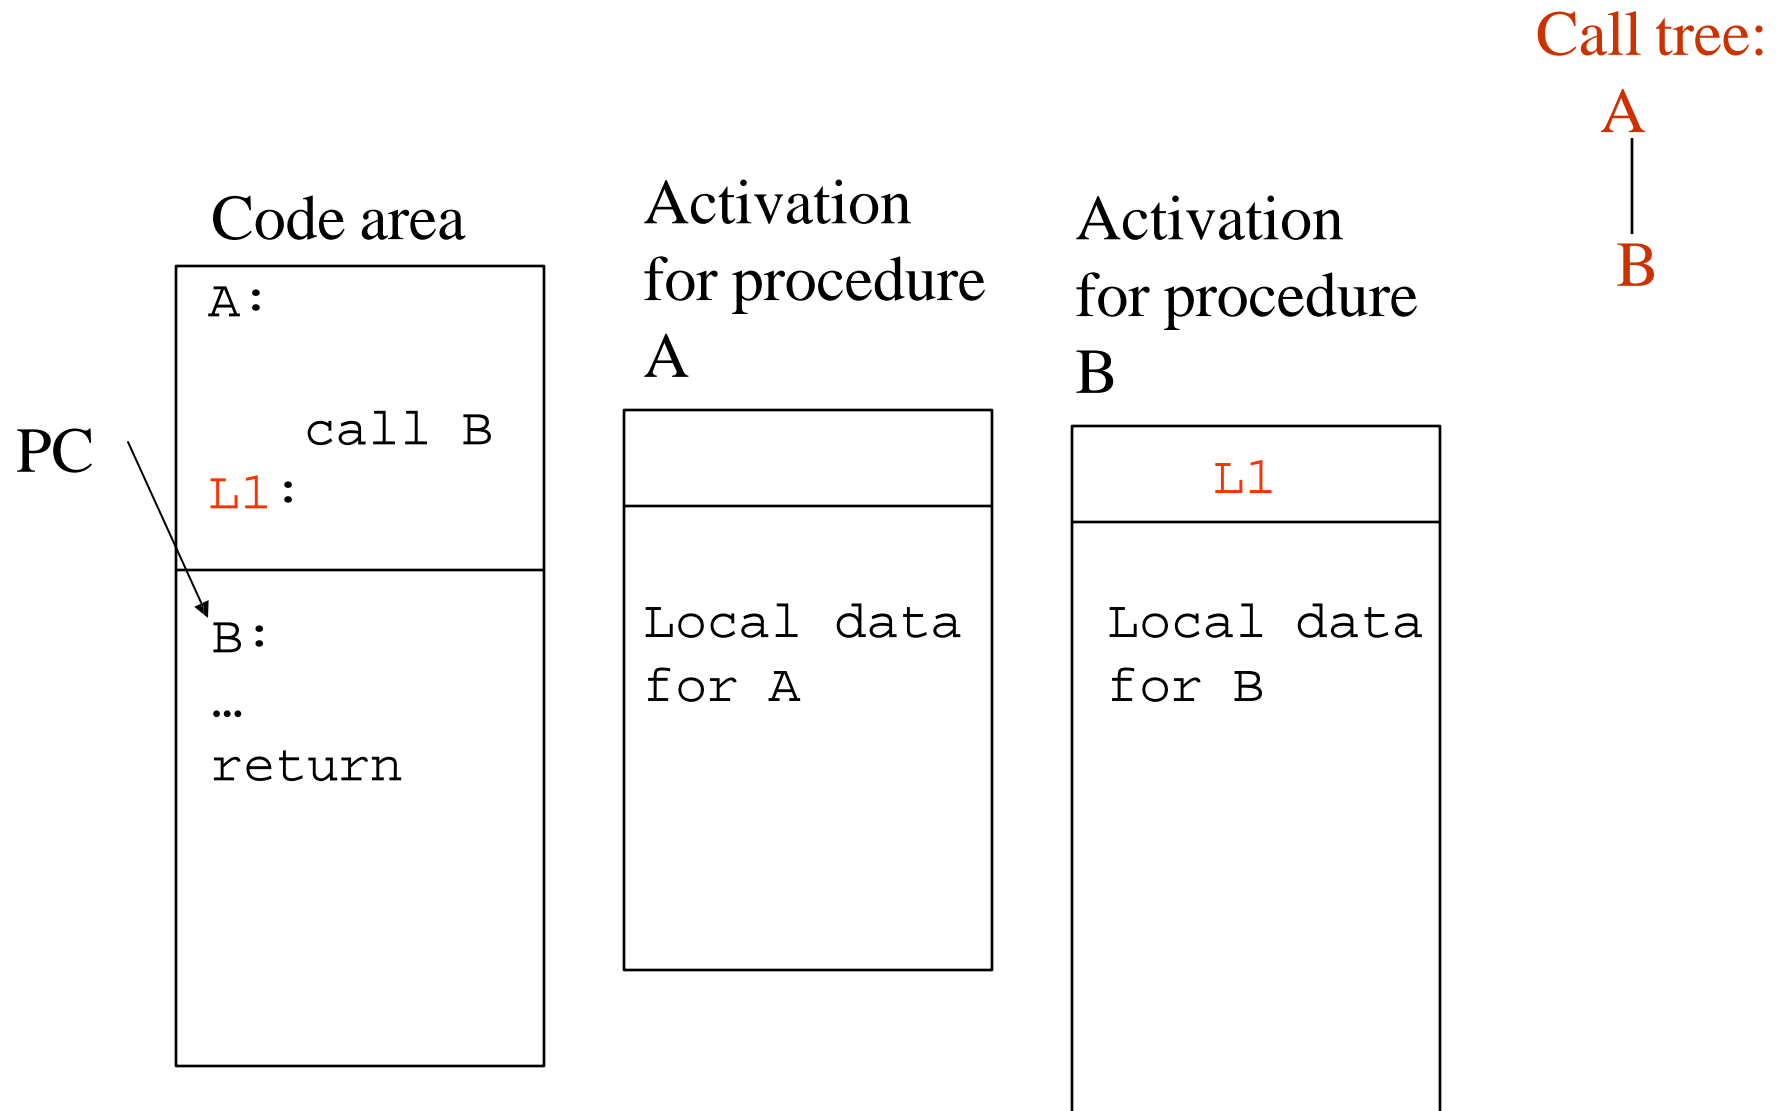 Call tree:
A
B
Code area
A:
call B
L1:
B:
…
return
PC
Activation
for procedure
A
Local data
for A
Activation
for procedure
B
L1
Local data
for B